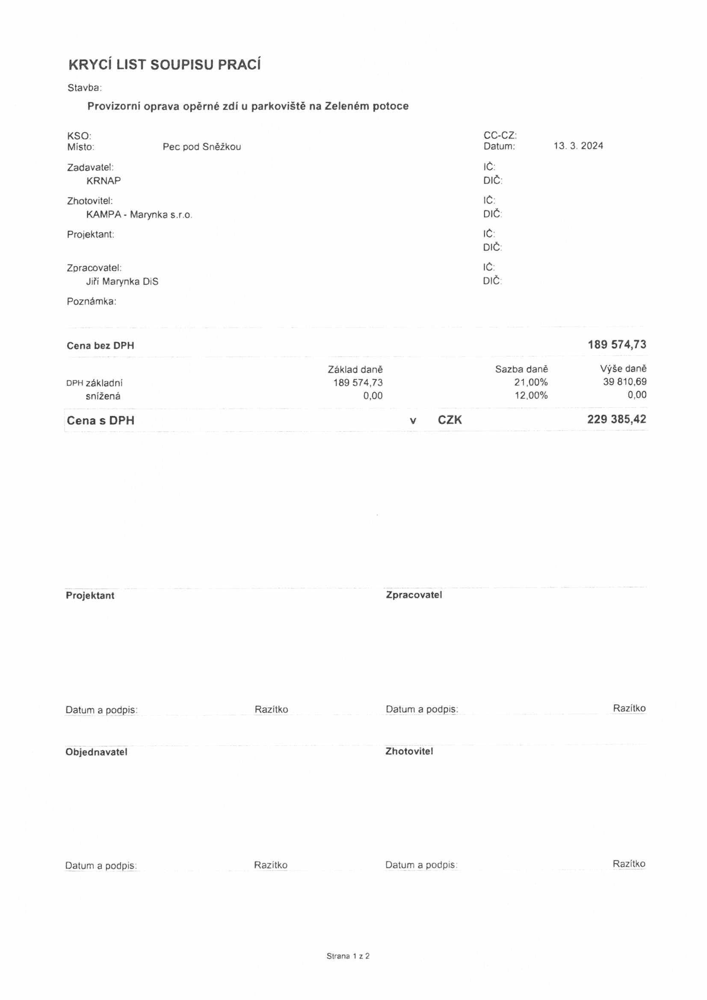 KRYCÍ LIST SOUPISU PRACÍ
Stavba:
Provizorní oprava opěrné zdí u parkoviště na Zeleném potoce
KSO: CC-CZ:
Místo: Pec pod Sněžkou Datum: 13. 3. 2024
Zadavatel: IČ:
KRNAP DIČ:
Zhotovitel: IČ:
KAMPA - Marynka s.r.o. DIČ:
Projektant: IČ:
DIČ:
Zpracovatel: IČ:
Jiří Marynka DiS DIČ:
Poznámka:
Cena bez DPH 189 574,73
Základ daně Sazba daně Výše daně
DPH základní 189 574,73 21,00% 39 810,69
snížená 0,00 12,00% 0,00
Cena s DPH v CZK 229 385,42
Projektant Zpracovatel
Datum a podpis: Razítko Datum a podpis: Razítko
Objednavatel Zhotovitel
Datum a podpis: Razítko Datum a podpis: Razítko
Strana 1 z 2